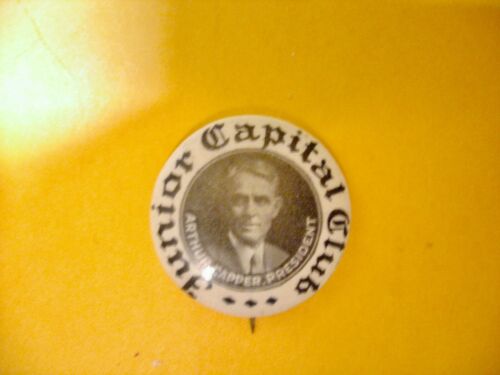 Junior Capital Club
ARTHUR CAPPER, PRESIDENT